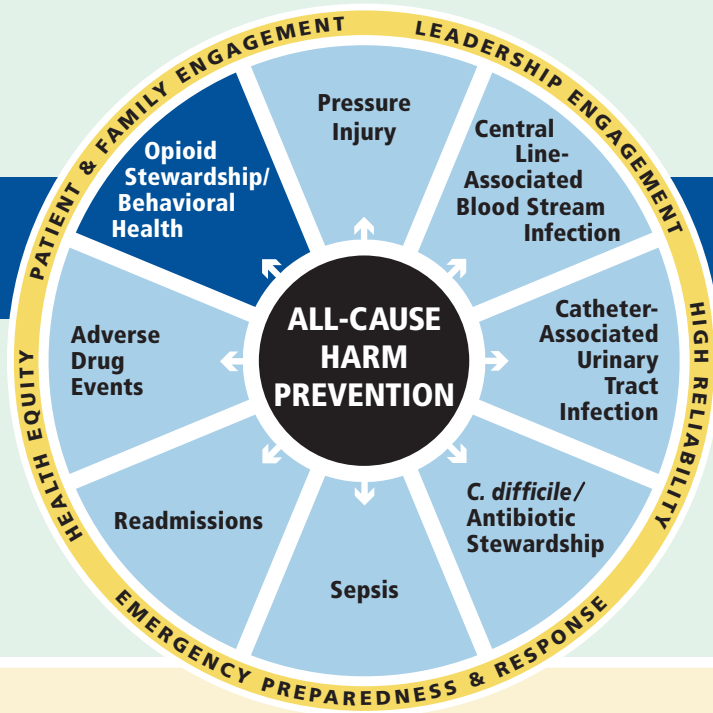 PATIENT & FAMILY ENGAGEMENT
LEADERSHIP ENGAGEMENT
HIGH RELIABILITY
EMERGENCY PREPAREDNESS & RESPONSE
HEALTH EQUITY
Pressure
Injury
Central
Line-
Associated
Blood Stream
Infection
Catheter-
Associated
Urinary
Tract
Infection
C. difficile/
Antibiotic
Stewardship
Sepsis
Readmissions
Adverse
Drug
Events
Opioid
Stewardship/
Behavioral
Health
ALL-CAUSE
HARM
PREVENTION